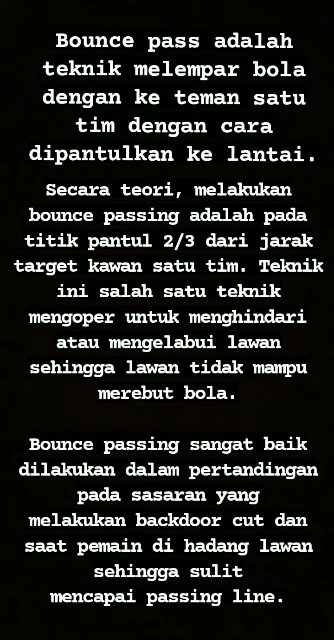 Bounce pass adalah
teknik melempar bola
dengan ke teman satu
tim dengan cara
dipantulkan ke lantai.
Secara teori, melakukan
bounce passing adalah pada
titik pantul 2/3 dari jarak
target kawan satu tim. Teknik
ini salah satu teknik
mengoper untuk menghindari
atau mengelabui lawan
sehingga lawan tidak mampu
merebut bola.
Bounce passing sangat baik
dilakukan dalam pertandingan
pada sasaran yang
melakukan backdoor cut dan
saat pemain di hadang lawan
sehingga sulit
mencapai passing line.